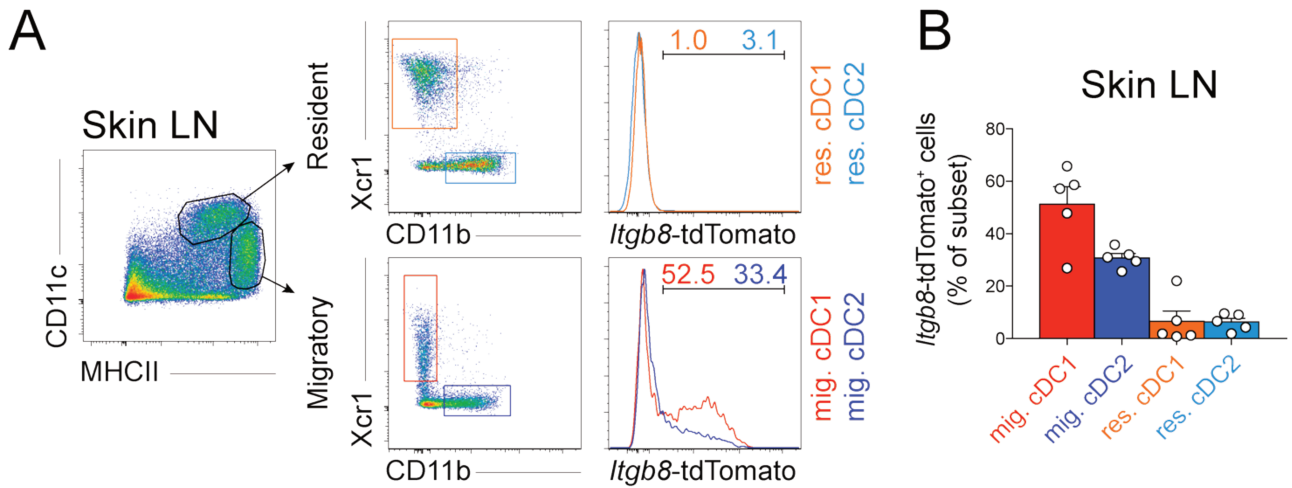 A
Skin LN
CD11c
MHCII
Resident
Xcr1
CD11b
1.0 3.1
Itgb8-tdTomato
res. cDC1
res. cDC2
Migratory
Xcr1
CD11b
52.5 33.4
Itgb8-tdTomato
mig. cDC1
mig. cDC2
B
Skin LN
Itgb8-tdTomato+ cells
(% of subset)
80
60
40
20
0
mig. cDC1
mig. cDC2
res. cDC1
res. cDC2